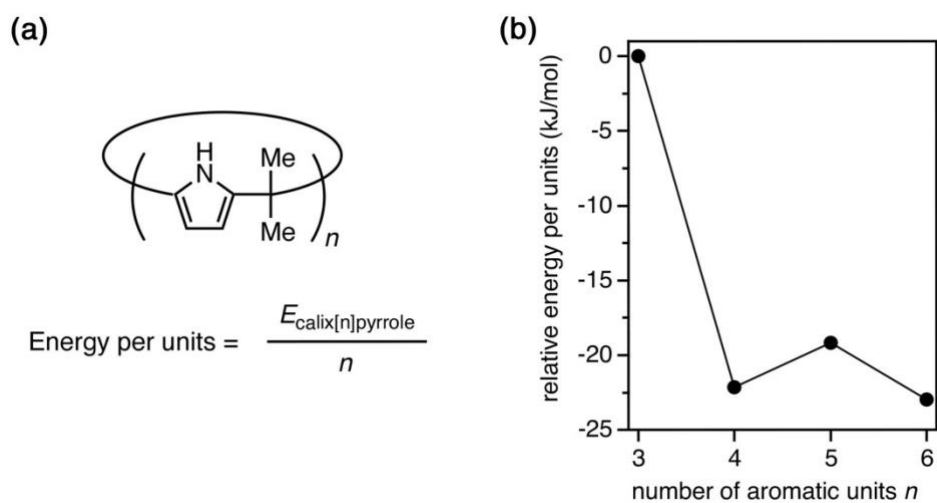 (a)
H
N
Me
Me
n
Energy per units = E calix[n]pyrrole / n
(b)
relative energy per units (kJ/mol)
0
-5
-10
-15
-20
-25
3 4 5 6
number of aromatic units n